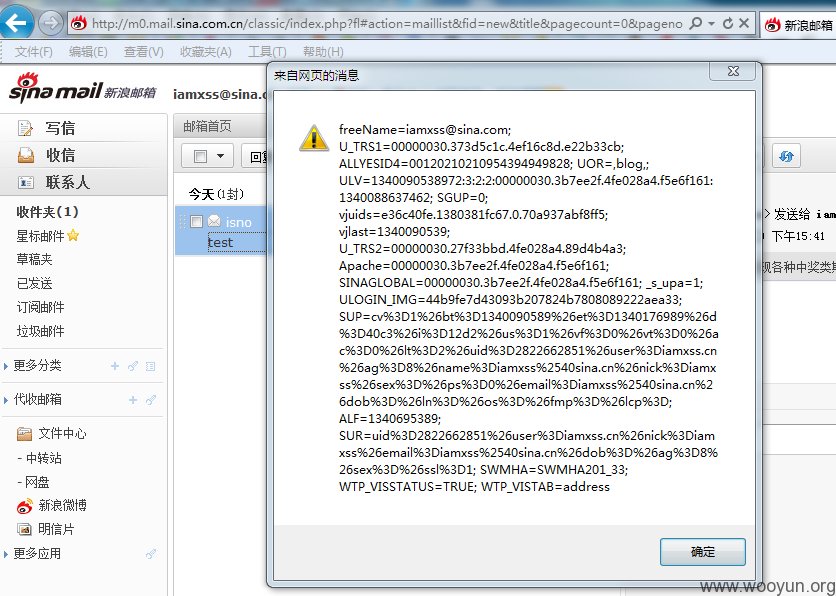 http://m0.mail.sina.com.cn/classic/index.php?fl#action=maillist&fid=new&title&pagecount=0&pageno
新浪邮箱
文件(F) 编辑(E) 查看(V) 收藏夹(A) 工具(T) 帮助(H)
sina mail 新浪邮箱
iamxss@sina.c
写信
收信
联系人
收件夹(1)
星标邮件
草稿夹
已发送
订阅邮件
垃圾邮件
更多分类
代收邮箱
文件中心
- 中转站
- 网盘
新浪微博
明信片
更多应用
邮箱首页
回复
今天(1封)
isno
test
来自网页的消息
freeName=iamxss@sina.com;
U_TRS1=00000030.373d5c1c.4ef16c8d.e22b33cb;
ALLYESID4=00120210210954394949828; UOR=,blog,;
ULV=1340090538972:3:2:2:00000030.3b7ee2f.4fe028a4.f5e6f161:
1340088637462; SGUP=0;
vjuids=e36c40fe.1380381fc67.0.70a937abf8ff5;
vjlast=1340090539;
U_TRS2=00000030.27f33bbd.4fe028a4.89d4b4a3;
Apache=00000030.3b7ee2f.4fe028a4.f5e6f161;
SINAGLOBAL=00000030.3b7ee2f.4fe028a4.f5e6f161; _s_upa=1;
ULOGIN_IMG=44b9fe7d43093b207824b7808089222aea33;
SUP=cv%3D1%26bt%3D1340090589%26et%3D1340176989%26d
%3D40c3%26i%3D12d2%26us%3D1%26vf%3D0%26vt%3D0%26a
c%3D0%26lt%3D2%26uid%3D2822662851%26user%3Diamxss.cn
%26ag%3D8%26name%3Diamxss%2540sina.cn%26nick%3Diamx
ss%26sex%3D%26ps%3D0%26email%3Diamxss%2540sina.cn%2
6dob%3D%26ln%3D%26os%3D%26fmp%3D%26lcp%3D;
ALF=1340695389;
SUR=uid%3D2822662851%26user%3Diamxss.cn%26nick%3Diam
xss%26email%3Diamxss%2540sina.cn%26dob%3D%26ag%3D8%
26sex%3D%26ssl%3D1; SWMHA=SWMHA201_33;
WTP_VISSTATUS=TRUE; WTP_VISTAB=address
确定
> 发送给 iam
下午15:41
现各种中奖类
www.wooyun.org